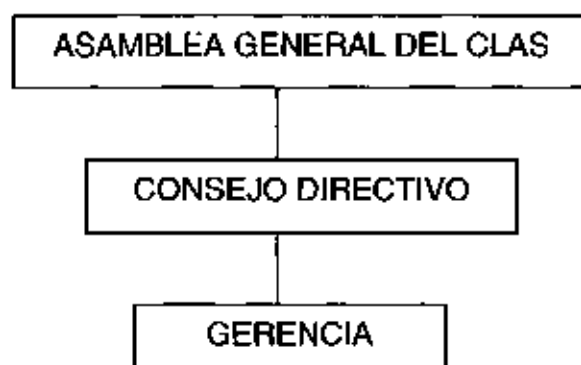 ASAMBLEA GENERAL DEL CLAS
CONSEJO DIRECTIVO
GERENCIA